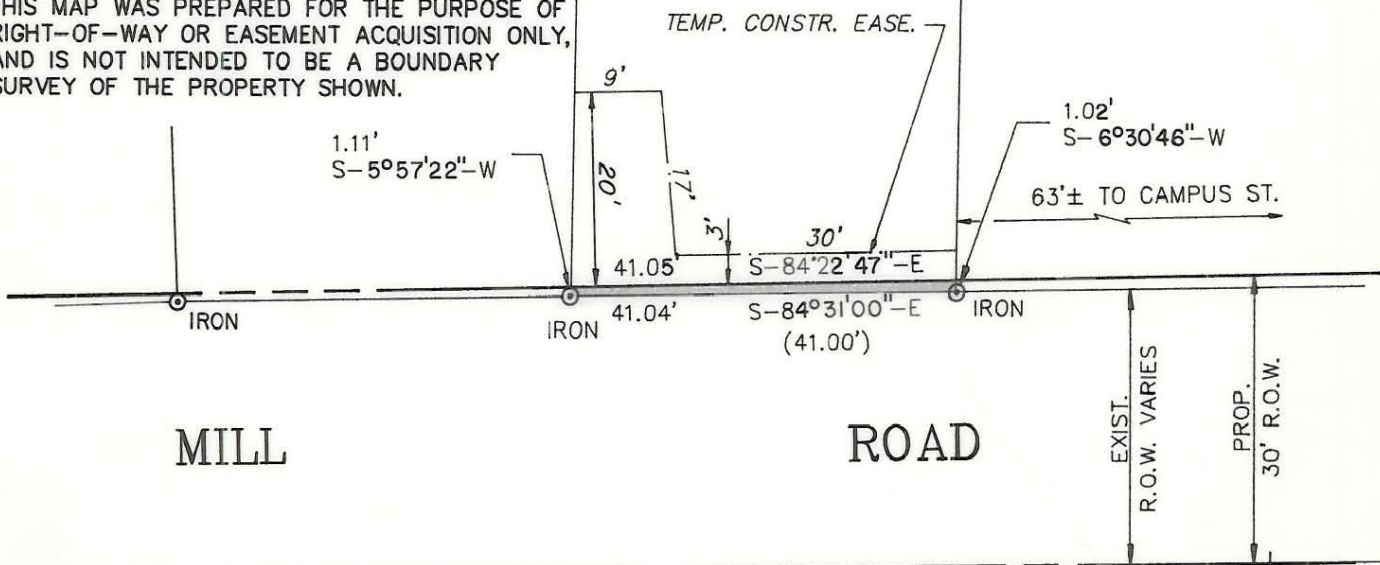 THIS MAP WAS PREPARED FOR THE PURPOSE OF
RIGHT-OF-WAY OR EASEMENT ACQUISITION ONLY,
AND IS NOT INTENDED TO BE A BOUNDARY
SURVEY OF THE PROPERTY SHOWN.
TEMP. CONSTR. EASE.
9'
20'
17'
3'
30'
1.11'
S-5°57'22"-W
1.02'
S-6°30'46"-W
63'± TO CAMPUS ST.
41.05'
S-84°22'47"-E
41.04'
S-84°31'00"-E
(41.00')
IRON
IRON
IRON
MILL
ROAD
EXIST.
R.O.W. VARIES
PROP.
30' R.O.W.